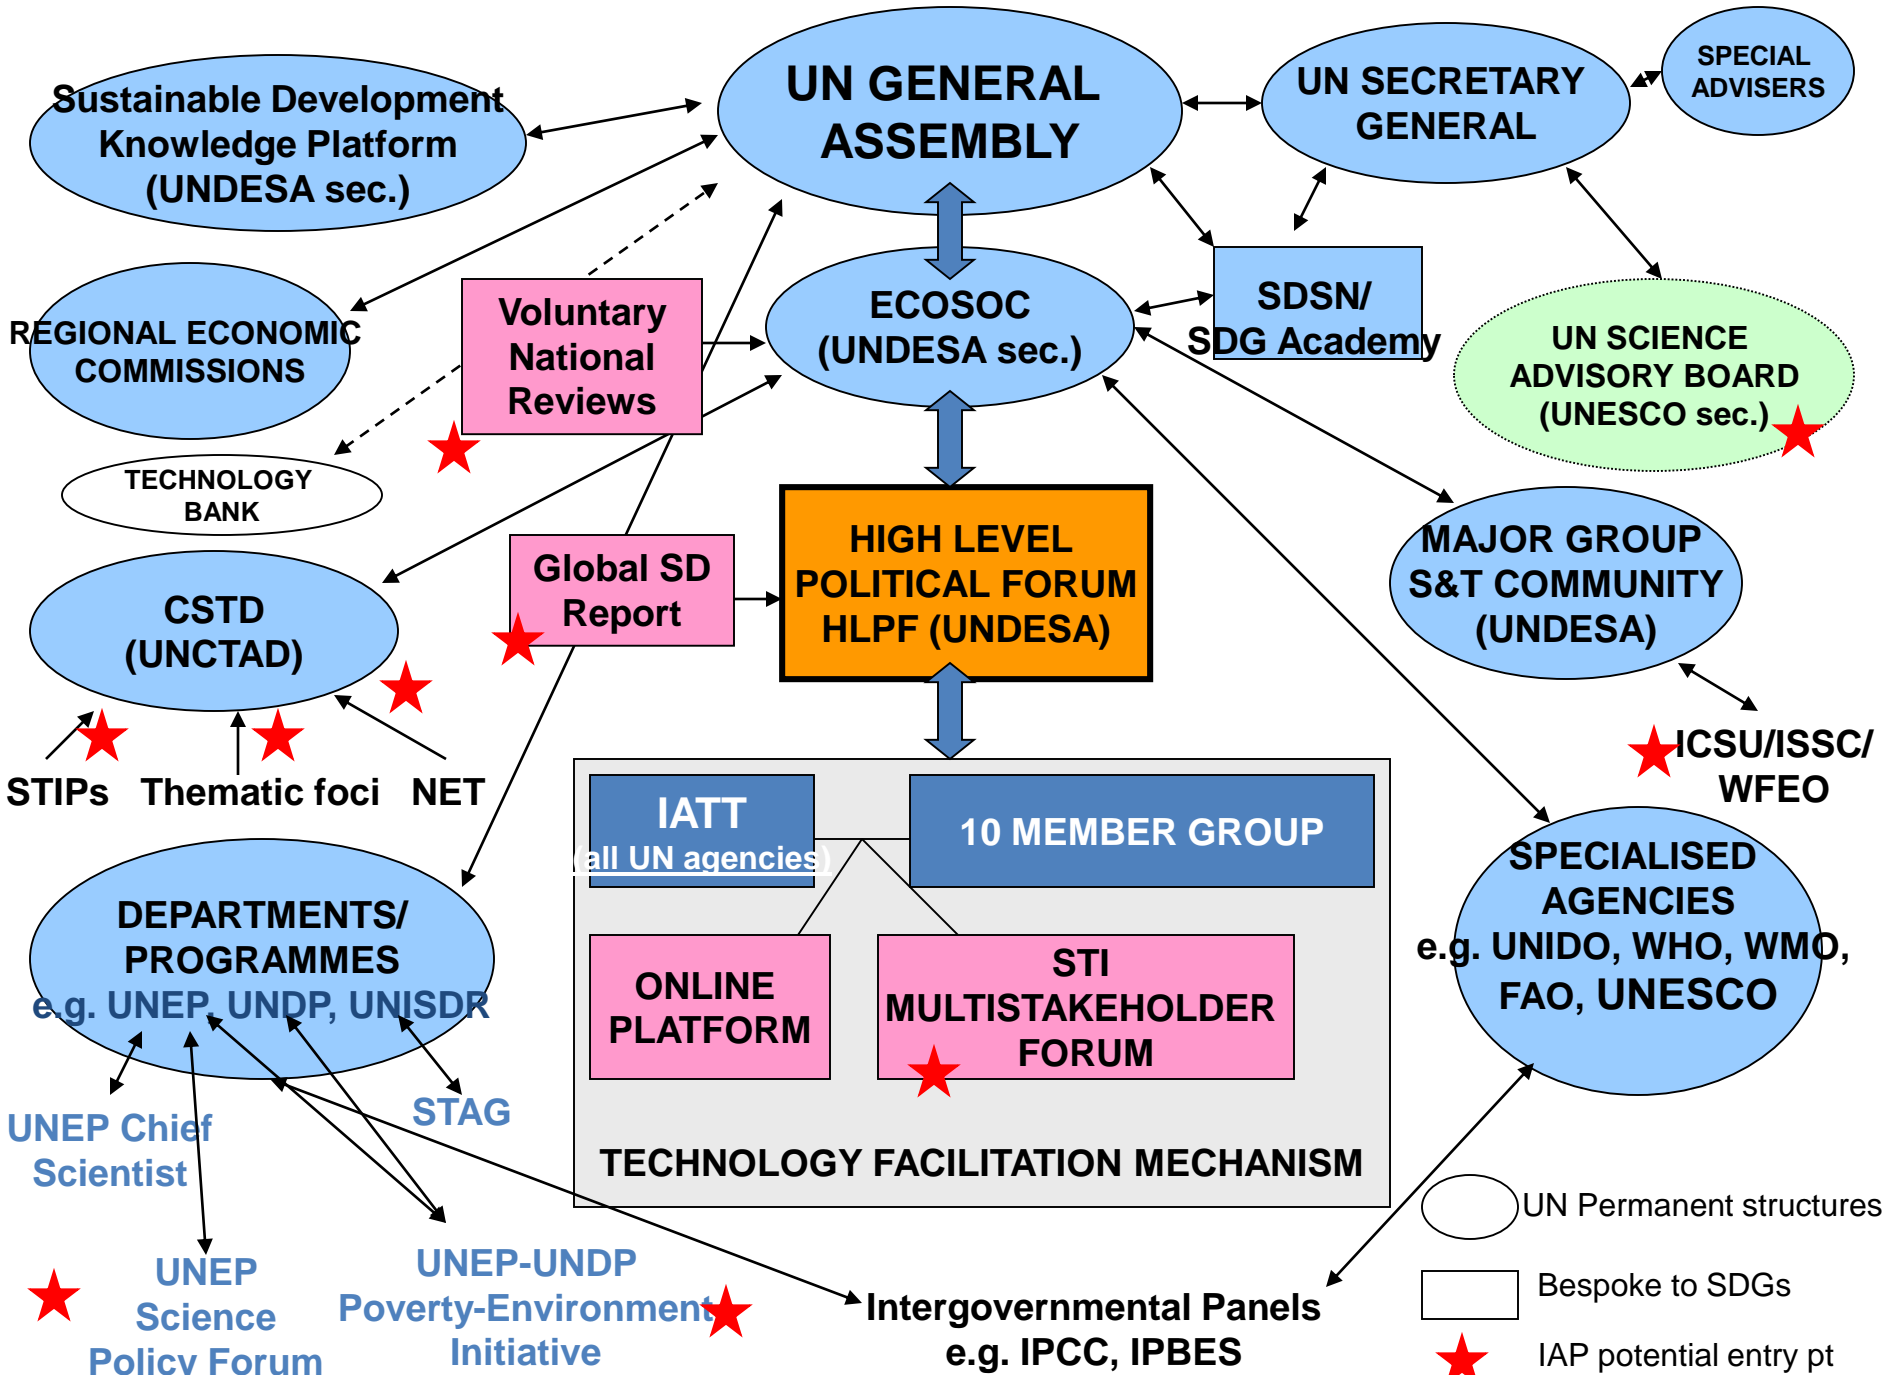 UN GENERAL
ASSEMBLY
UN SECRETARY
GENERAL
SPECIAL
ADVISERS
Sustainable Development
Knowledge Platform
(UNDESA sec.)
REGIONAL ECONOMIC
COMMISSIONS
Voluntary
National
Reviews
ECOSOC
(UNDESA sec.)
SDSN/
SDG Academy
UN SCIENCE
ADVISORY BOARD
(UNESCO sec.)
TECHNOLOGY
BANK
CSTD
(UNCTAD)
Global SD
Report
HIGH LEVEL
POLITICAL FORUM
HLPF (UNDESA)
MAJOR GROUP
S&T COMMUNITY
(UNDESA)
STIPs
Thematic foci
NET
ICSU/ISSC/
WFEO
IATT
(all UN agencies)
10 MEMBER GROUP
SPECIALISED
AGENCIES
e.g. UNIDO, WHO, WMO,
FAO, UNESCO
DEPARTMENTS/
PROGRAMMES
e.g. UNEP, UNDP, UNISDR
ONLINE
PLATFORM
STI
MULTISTAKEHOLDER
FORUM
UNEP Chief
Scientist
STAG
TECHNOLOGY FACILITATION MECHANISM
UNEP
Science
Policy Forum
UNEP-UNDP
Poverty-Environment
Initiative
Intergovernmental Panels
e.g. IPCC, IPBES
UN Permanent structures
Bespoke to SDGs
IAP potential entry pt